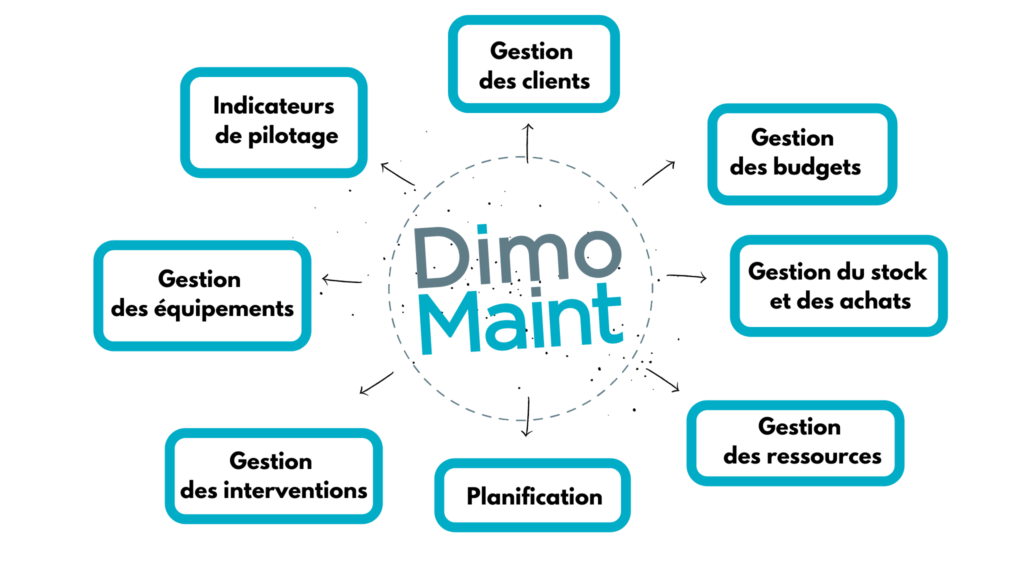 Gestion
des clients
Indicateurs
de pilotage
Gestion
des budgets
Dimo
Maint
Gestion
des équipements
Gestion du stock
et des achats
Gestion
des interventions
Planification
Gestion
des ressources